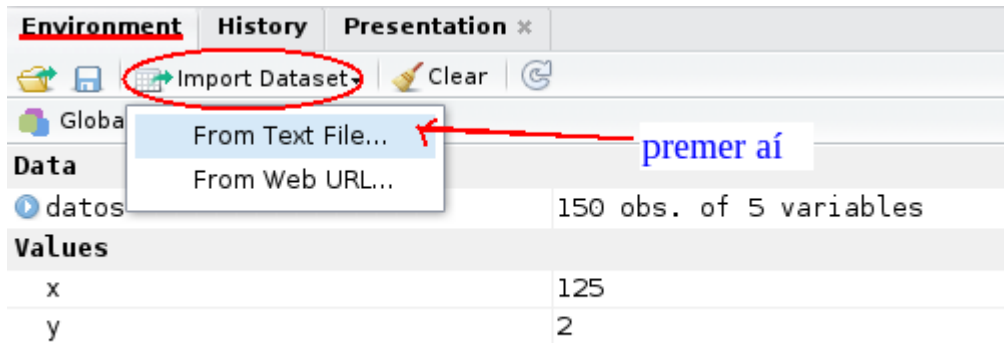 Environment History Presentation ×
Import Dataset Clear
From Text File...
premer aí
Data
From Web URL...
datos 150 obs. of 5 variables
Values
x 125
y 2